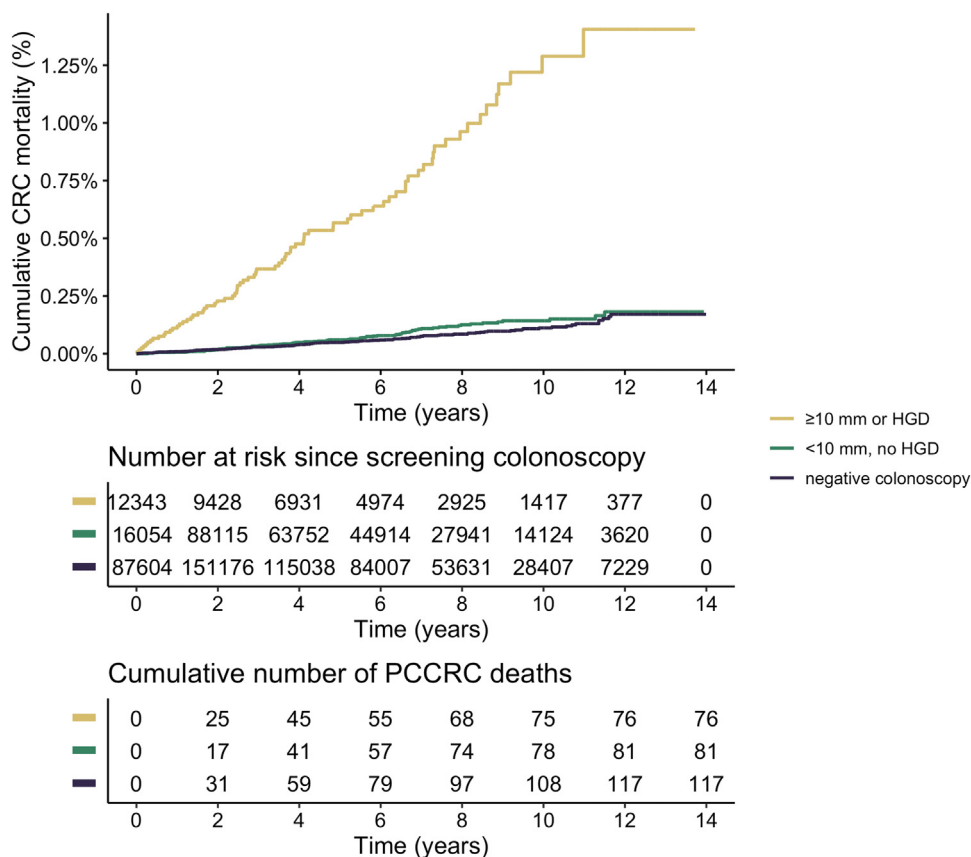 Cumulative CRC mortality (%)
1.25%
1.00%
0.75%
0.50%
0.25%
0.00%
0 2 4 6 8 10 12 14
Time (years)
≥10 mm or HGD
<10 mm, no HGD
negative colonoscopy
Number at risk since screening colonoscopy
12343 9428 6931 4974 2925 1417 377 0
16054 88115 63752 44914 27941 14124 3620 0
87604 151176 115038 84007 53631 28407 7229 0
0 2 4 6 8 10 12 14
Time (years)
Cumulative number of PCCRC deaths
0 25 45 55 68 75 76 76
0 17 41 57 74 78 81 81
0 31 59 79 97 108 117 117
0 2 4 6 8 10 12 14
Time (years)